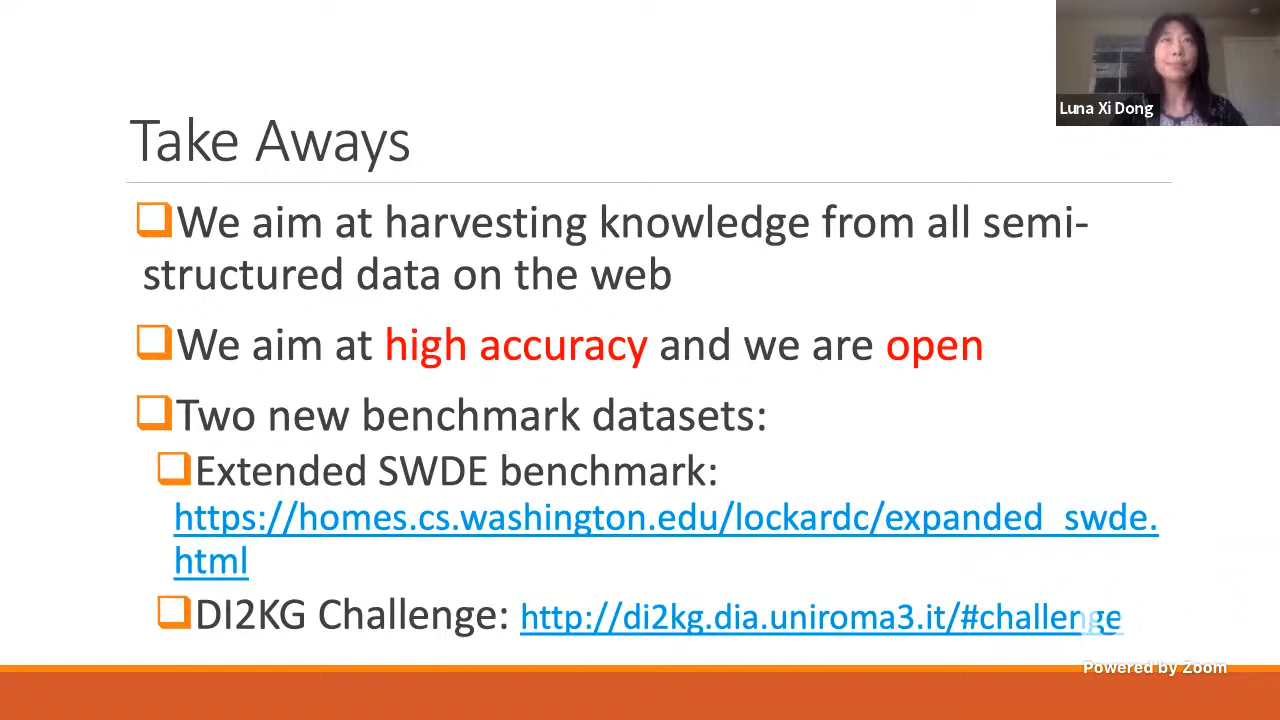 Luna Xi Dong
Take Aways
We aim at harvesting knowledge from all semi-
structured data on the web
We aim at high accuracy and we are open
Two new benchmark datasets:
Extended SWDE benchmark:
https://homes.cs.washington.edu/lockardc/expanded_swde.
html
DI2KG Challenge: http://di2kg.dia.uniroma3.it/#challenge
Powered by Zoom